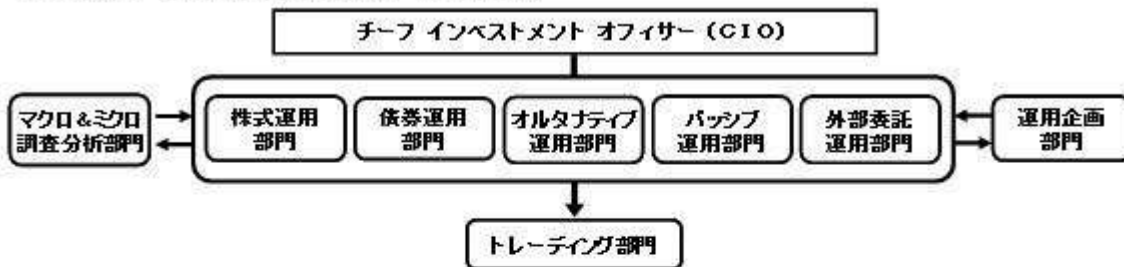 チーフ インベストメント オフィサー (CIO)
マクロ&ミクロ
調査分析部門
株式運用
部門
債券運用
部門
オルタナティブ
運用部門
パッシブ
運用部門
外部委託
運用部門
運用企画
部門
トレーディング部門